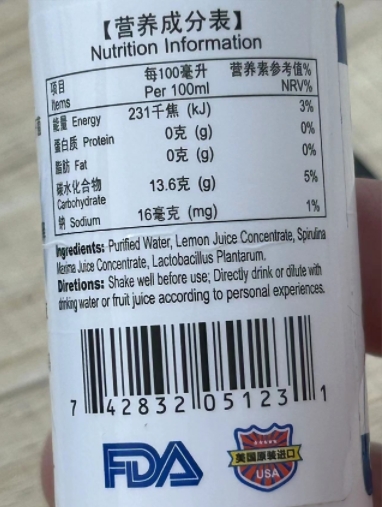 【营养成分表】
Nutrition Information
项目 每100毫升 营养素参考值%
Items Per 100ml NRV%
能量 Energy 231千焦 (kJ) 3%
蛋白质 Protein 0克 (g) 0%
脂肪 Fat 0克 (g) 0%
碳水化合物 13.6克 (g) 5%
Carbohydrate
钠 Sodium 16毫克 (mg) 1%
Ingredients: Purified Water, Lemon Juice Concentrate, Spirulina
Mexima Juice Concentrate, Lactobacillus Plantarum.
Diretions: Shake well before use; Directly drink or dilute with
drinking water or fruit juice according to personal experiences.
7 42832 05123 1
FDA
美国原装进口
USA